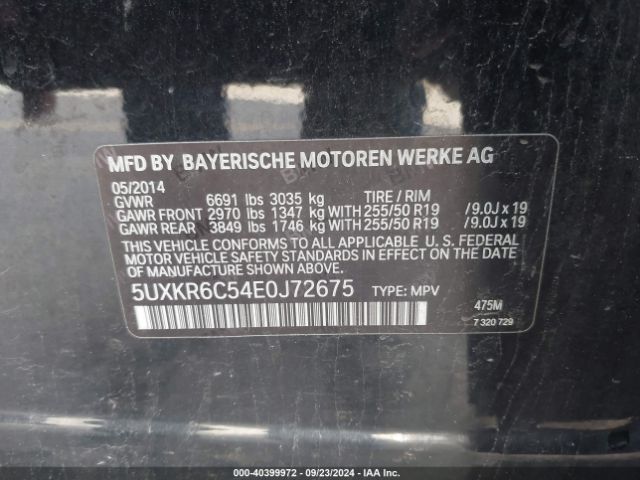 MFD BY BAYERISCHE MOTOREN WERKE AG
05/2014
GVWR 6691 lbs 3035 kg TIRE / RIM
GAWR FRONT 2970 lbs 1347 kg WITH 255/50 R19 /9.0J x 19
GAWR REAR 3849 lbs 1746 kg WITH 255/50 R19 /9.0J x 19
THIS VEHICLE CONFORMS TO ALL APPLICABLE U. S. FEDERAL
MOTOR VEHICLE SAFETY STANDARDS IN EFFECT ON THE
DATE OF MANUFACTURE SHOWN ABOVE.
5UXKR6C54E0J72675 TYPE: MPV
475M
7 320 729
000-40399972 - 09/23/2024 - IAA Inc.